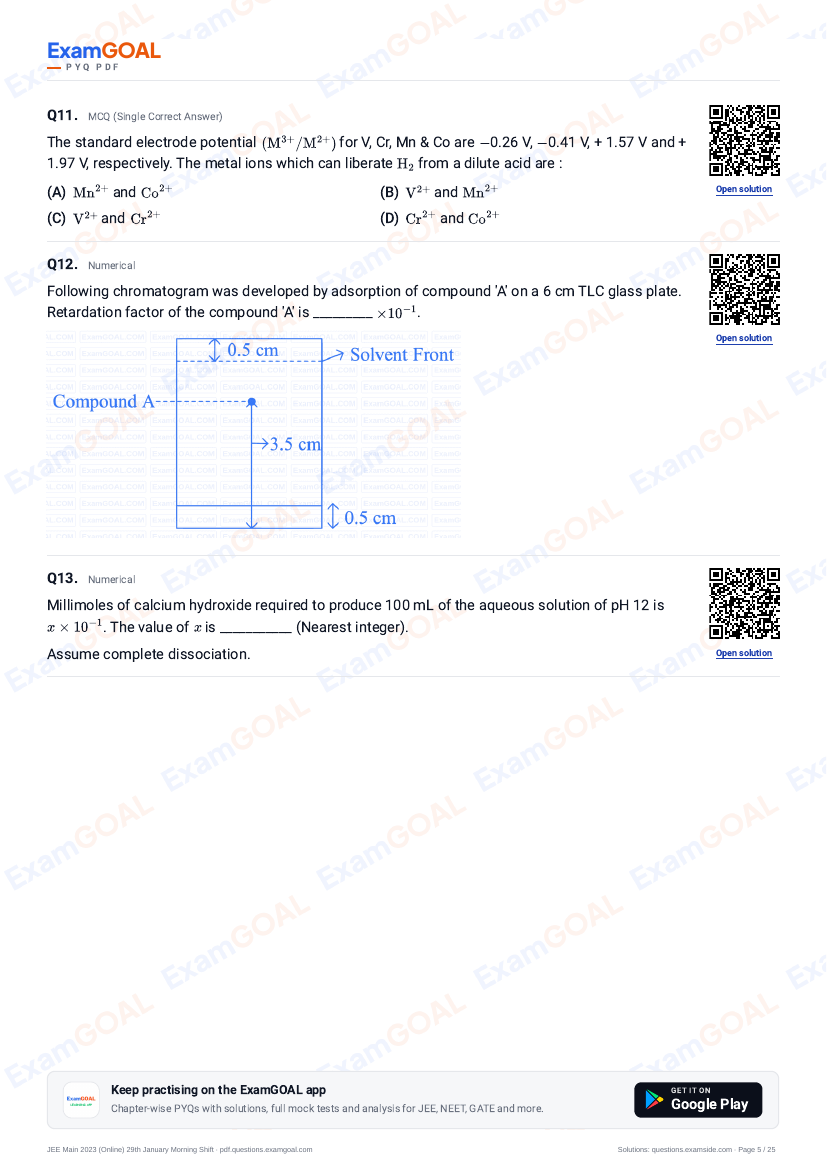 ExamGOAL
PYQ PDF
Q11. MCQ (Single Correct Answer)
The standard electrode potential (M³⁺/M²⁺) for V, Cr, Mn & Co are −0.26 V, −0.41 V, + 1.57 V and +
1.97 V, respectively. The metal ions which can liberate H₂ from a dilute acid are :
(A) Mn²⁺ and Co²⁺ (B) V²⁺ and Mn²⁺
(C) V²⁺ and Cr²⁺ (D) Cr²⁺ and Co²⁺
Open solution
Q12. Numerical
Following chromatogram was developed by adsorption of compound 'A' on a 6 cm TLC glass plate.
Retardation factor of the compound 'A' is _________ ×10⁻¹.
Open solution
0.5 cm
Solvent Front
Compound A
3.5 cm
0.5 cm
Q13. Numerical
Millimoles of calcium hydroxide required to produce 100 mL of the aqueous solution of pH 12 is
x × 10⁻¹. The value of x is ___________ (Nearest integer).
Assume complete dissociation.
Open solution
Keep practising on the ExamGOAL app
Chapter-wise PYQs with solutions, full mock tests and analysis for JEE, NEET, GATE and more.
GET IT ON
Google Play
JEE Main 2023 (Online) 29th January Morning Shift · pdf.questions.examgoal.com
Solutions: questions.examside.com · Page 5 / 25